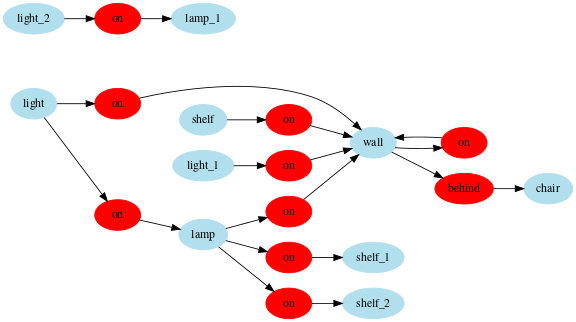 light_2 on lamp_1
light on
shelf on
wall on
light_1 on
behind chair
on on
lamp
on shelf_1
on shelf_2